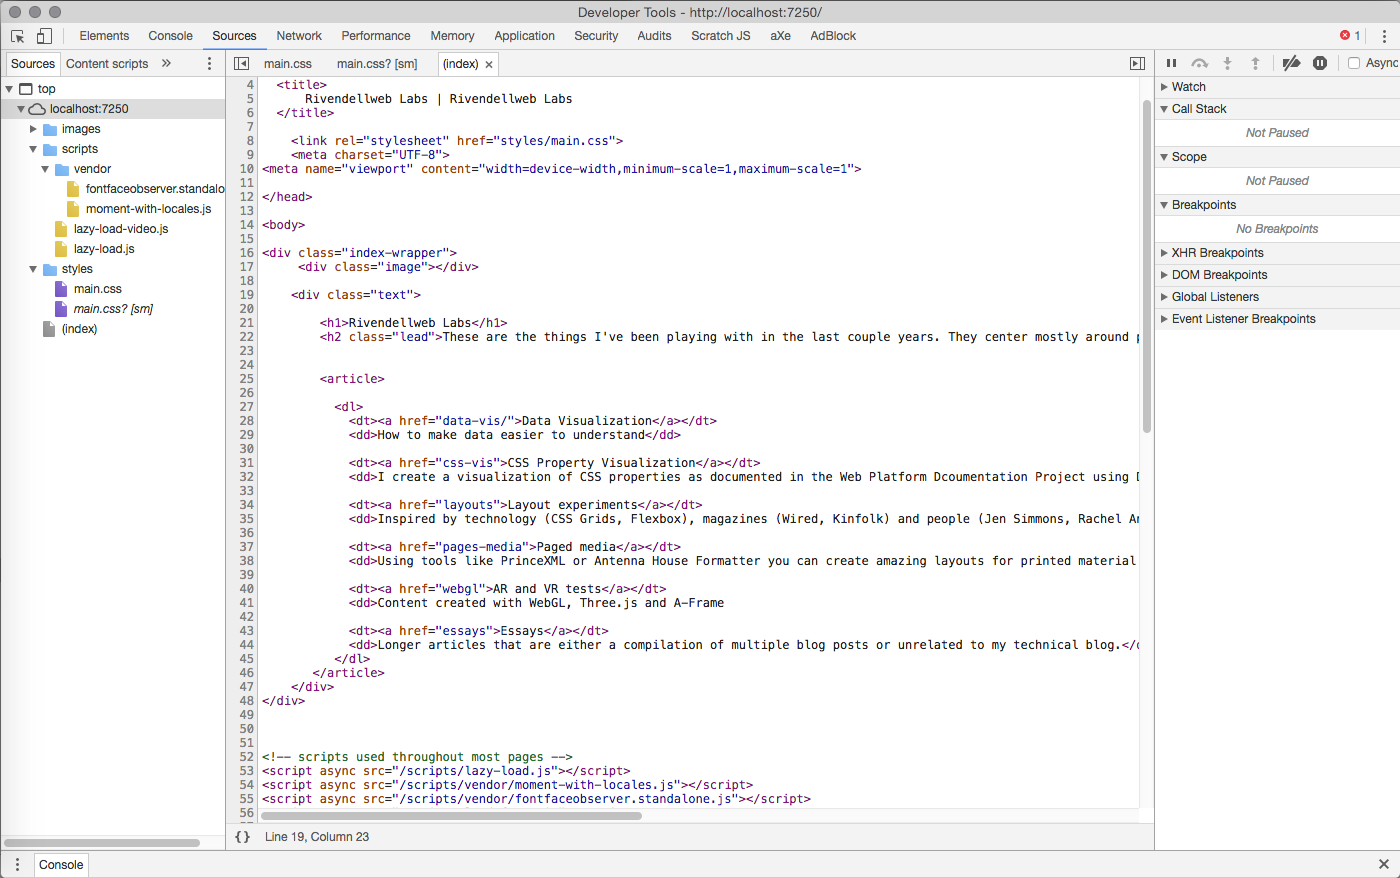 Developer Tools - http://localhost:7250/
Elements Console Sources Network Performance Memory Application Security Audits Scratch JS aXe AdBlock 1
Sources Content scripts »
main.css main.css? [sm] (index) ×
Async
top
localhost:7250
images
scripts
vendor
fontfaceobserver.standalo
moment-with-locales.js
lazy-load-video.js
lazy-load.js
styles
main.css
main.css? [sm]
(index)
4 <title>
5 Rivendellweb Labs | Rivendellweb Labs
6 </title>
7
8 <link rel="stylesheet" href="styles/main.css">
9 <meta charset="UTF-8">
10 <meta name="viewport" content="width=device-width,minimum-scale=1,maximum-scale=1">
11
12 </head>
13
14 <body>
15
16 <div class="index-wrapper">
17 <div class="image"></div>
18
19 <div class="text">
20
21 <h1>Rivendellweb Labs</h1>
22 <h2 class="lead">These are the things I've been playing with in the last couple years. They center mostly around
23
24
25 <article>
26
27 <dl>
28 <dt><a href="data-vis/">Data Visualization</a></dt>
29 <dd>How to make data easier to understand</dd>
30
31 <dt><a href="css-vis">CSS Property Visualization</a></dt>
32 <dd>I create a visualization of CSS properties as documented in the Web Platform Dcoumentation Project using
33
34 <dt><a href="layouts">Layout experiments</a></dt>
35 <dd>Inspired by technology (CSS Grids, Flexbox), magazines (Wired, Kinfolk) and people (Jen Simmons, Rachel An
36
37 <dt><a href="pages-media">Paged media</a></dt>
38 <dd>Using tools like PrinceXML or Antenna House Formatter you can create amazing layouts for printed material
39
40 <dt><a href="webgl">AR and VR tests</a></dt>
41 <dd>Content created with WebGL, Three.js and A-Frame
42
43 <dt><a href="essays">Essays</a></dt>
44 <dd>Longer articles that are either a compilation of multiple blog posts or unrelated to my technical blog.</
45 </dl>
46 </article>
47 </div>
48 </div>
49
50
51
52 <!-- scripts used throughout most pages -->
53 <script async src="/scripts/lazy-load.js"></script>
54 <script async src="/scripts/vendor/moment-with-locales.js"></script>
55 <script async src="/scripts/vendor/fontfaceobserver.standalone.js"></script>
56
{} Line 19, Column 23
Watch
Call Stack
Not Paused
Scope
Not Paused
Breakpoints
No Breakpoints
XHR Breakpoints
DOM Breakpoints
Global Listeners
Event Listener Breakpoints
Console ×